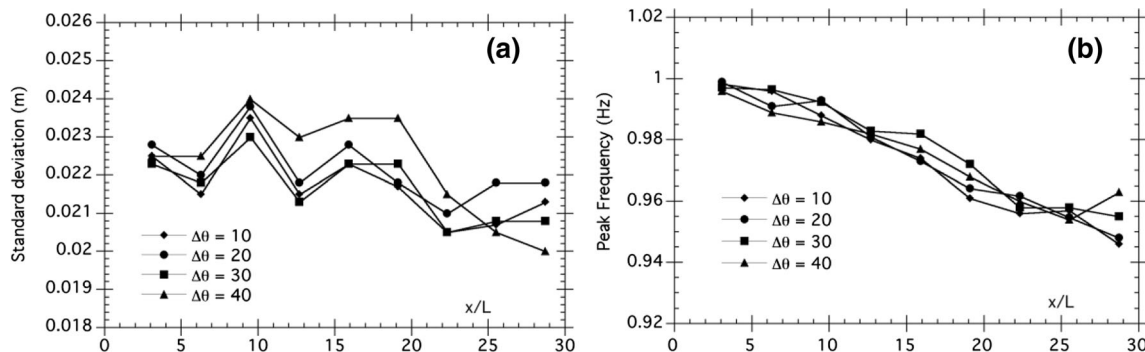 (a)
Standard deviation (m)
0.026
0.025
0.024
0.023
0.022
0.021
0.02
0.019
0.018
Δθ = 10
Δθ = 20
Δθ = 30
Δθ = 40
x/L
0 5 10 15 20 25 30
(b)
Peak Frequency (Hz)
1.02
1
0.98
0.96
0.94
0.92
Δθ = 10
Δθ = 20
Δθ = 30
Δθ = 40
x/L
0 5 10 15 20 25 30